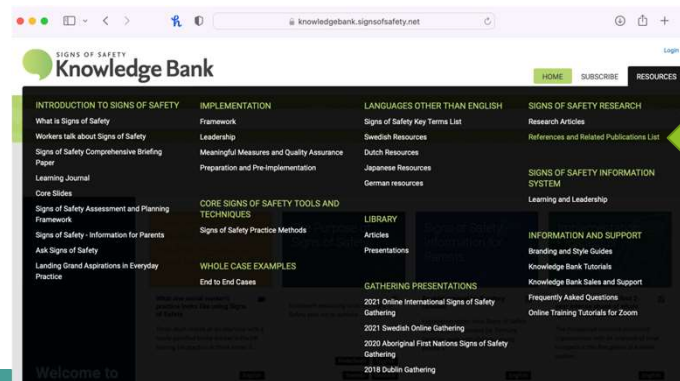 knowledgebank.signsofsafety.net
Login
SIGNS OF SAFETY
Knowledge Bank
HOME SUBSCRIBE RESOURCES
INTRODUCTION TO SIGNS OF SAFETY
What is Signs of Safety
Workers talk about Signs of Safety
Signs of Safety Comprehensive Briefing
Paper
Learning Journal
Core Slides
Signs of Safety Assessment and Planning
Framework
Signs of Safety - Information for Parents
Ask Signs of Safety
Landing Grand Aspirations in Everyday
Practice
IMPLEMENTATION
Framework
Leadership
Meaningful Measures and Quality Assurance
Preparation and Pre-Implementation
CORE SIGNS OF SAFETY TOOLS AND
TECHNIQUES
Signs of Safety Practice Methods
WHOLE CASE EXAMPLES
End to End Cases
LANGUAGES OTHER THAN ENGLISH
Signs of Safety Key Terms List
Swedish Resources
Dutch Resources
Japanese Resources
German resources
LIBRARY
Articles
Presentations
GATHERING PRESENTATIONS
2021 Online International Signs of Safety
Gathering
2021 Swedish Online Gathering
2020 Aboriginal First Nations Signs of Safety
Gathering
2018 Dublin Gathering
SIGNS OF SAFETY RESEARCH
Research Articles
References and Related Publications List
SIGNS OF SAFETY INFORMATION
SYSTEM
Learning and Leadership
INFORMATION AND SUPPORT
Branding and Style Guides
Knowledge Bank Tutorials
Knowledge Bank Sales and Support
Frequently Asked Questions
Online Training Tutorials for Zoom
Welcome to